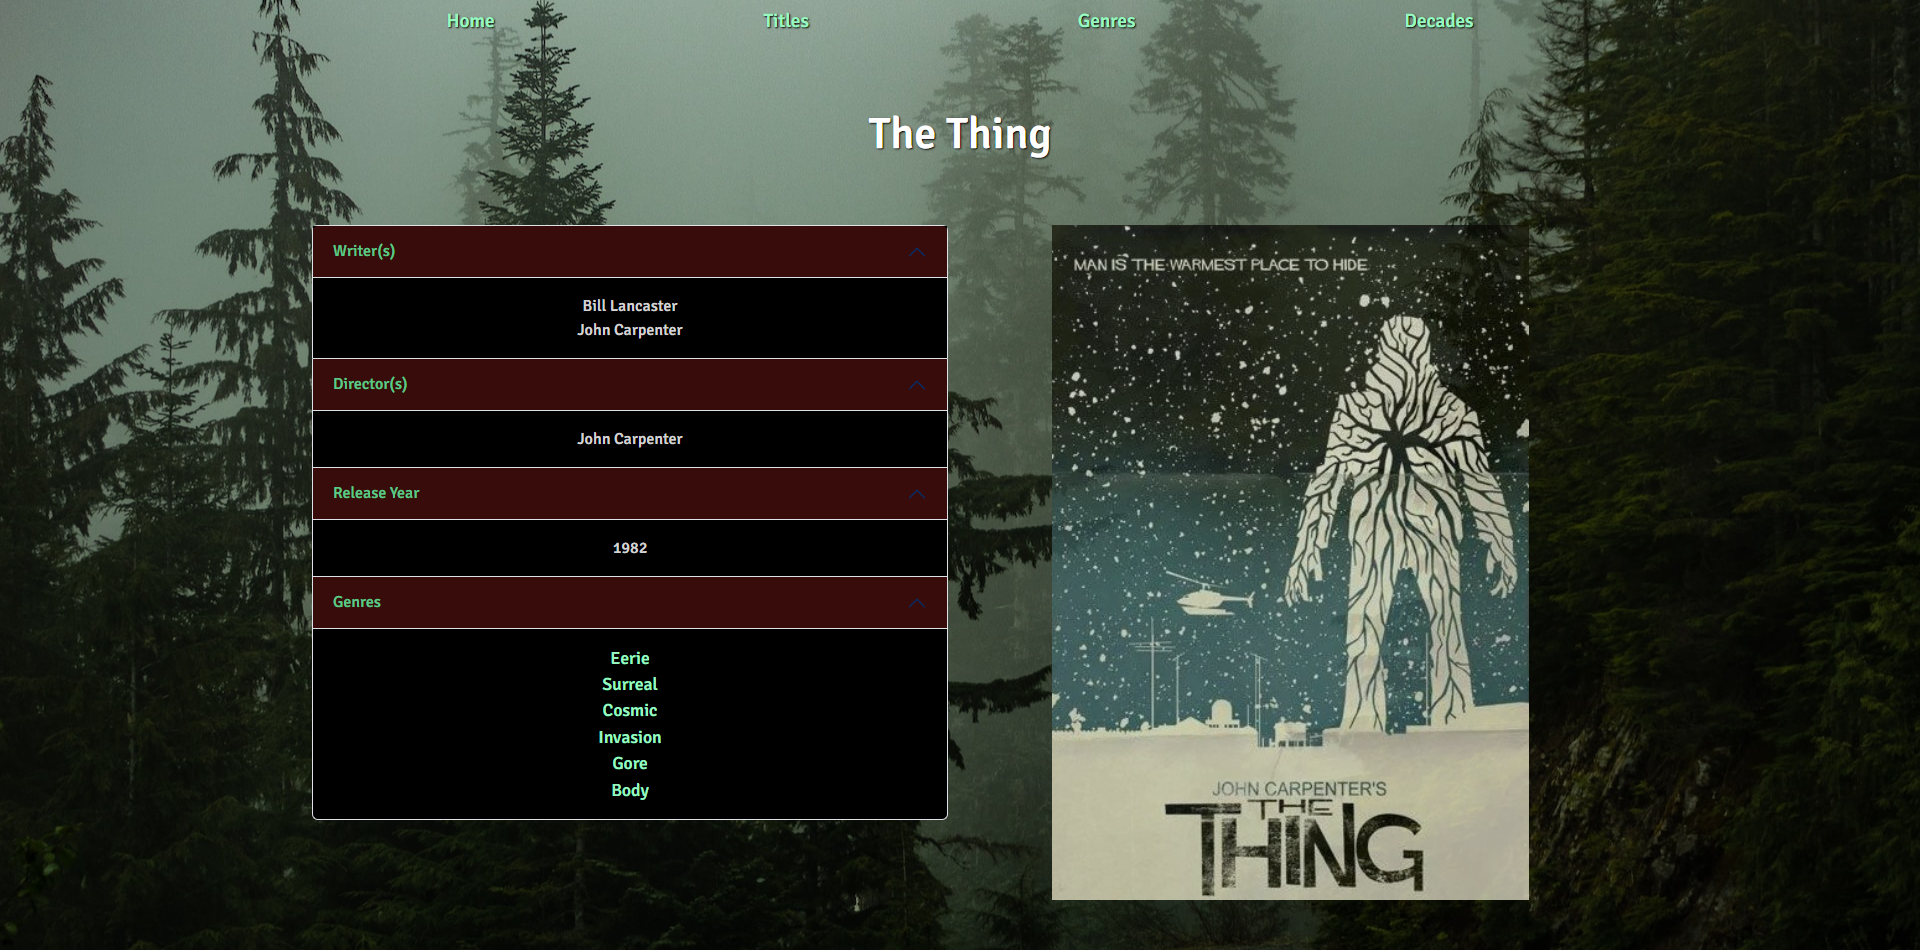 Home Titles Genres Decades
The Thing
Writer(s)
Bill Lancaster
John Carpenter
Director(s)
John Carpenter
Release Year
1982
Genres
Eerie
Surreal
Cosmic
Invasion
Gore
Body
MAN IS THE WARMEST PLACE TO HIDE
JOHN CARPENTER'S
THE
THING